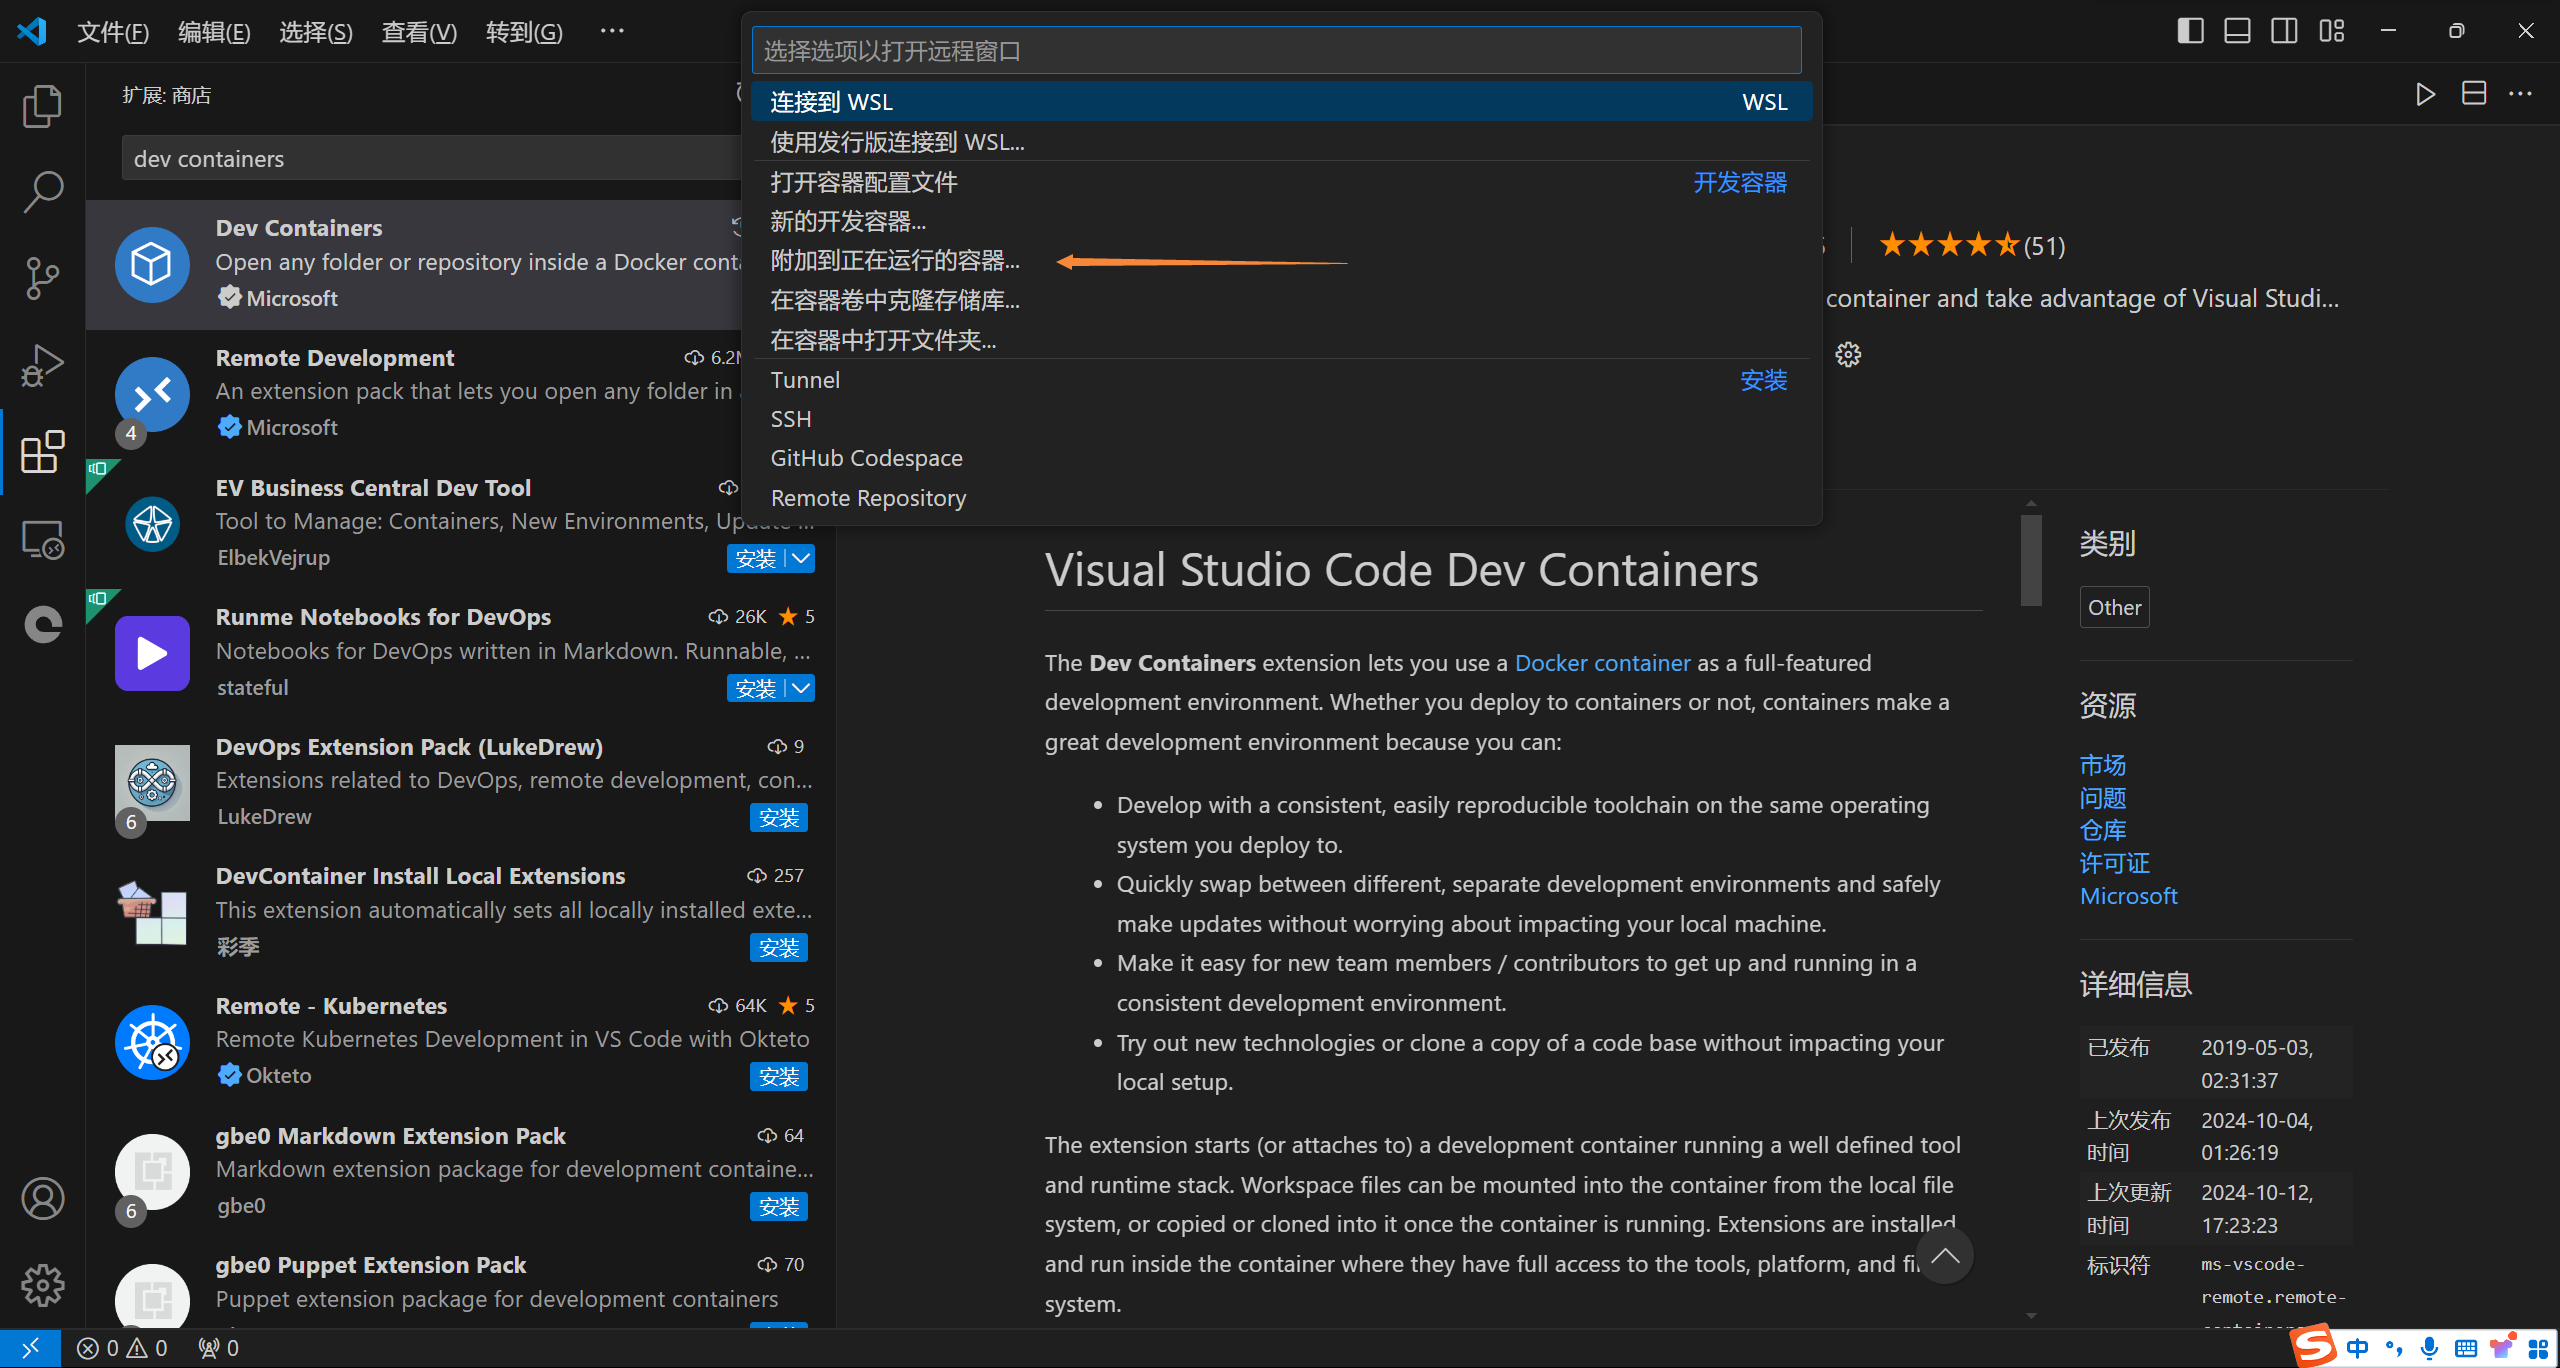 文件(F) 编辑(E) 选择(S) 查看(V) 转到(G) ···
选择选项以打开远程窗口
连接到 WSL WSL
使用发行版连接到 WSL...
打开容器配置文件 开发容器
新的开发容器...
附加到正在运行的容器...
在容器卷中克隆存储库...
在容器中打开文件夹...
Tunnel 安装
SSH
GitHub Codespace
Remote Repository
扩展: 商店
dev containers
Dev Containers
Open any folder or repository inside a Docker
Microsoft
Remote Development
An extension pack that lets you open any folder in
4
Microsoft
EV Business Central Dev Tool
Tool to Manage: Containers, New Environments, Update ...
ElbekVejrup 安装
Runme Notebooks for DevOps 26K ★ 5
Notebooks for DevOps written in Markdown. Runnable, ...
stateful 安装
DevOps Extension Pack (LukeDrew) 9
Extensions related to DevOps, remote development, con...
6
LukeDrew 安装
DevContainer Install Local Extensions 257
This extension automatically sets all locally installed exte...
彩季 安装
Remote - Kubernetes 64K ★ 5
Remote Kubernetes Development in VS Code with Okteto
Okteto 安装
gbe0 Markdown Extension Pack 64
Markdown extension package for development containe...
6
gbe0 安装
gbe0 Puppet Extension Pack 70
Puppet extension package for development containers
(51)
container and take advantage of Visual Studi...
Visual Studio Code Dev Containers
The Dev Containers extension lets you use a Docker container as a full-featured
development environment. Whether you deploy to containers or not, containers make a
great development environment because you can:
• Develop with a consistent, easily reproducible toolchain on the same operating
system you deploy to.
• Quickly swap between different, separate development environments and safely
make updates without worrying about impacting your local machine.
• Make it easy for new team members / contributors to get up and running in a
consistent development environment.
• Try out new technologies or clone a copy of a code base without impacting your
local setup.
The extension starts (or attaches to) a development container running a well defined tool
and runtime stack. Workspace files can be mounted into the container from the local file
system, or copied or cloned into it once the container is running. Extensions are installed
and run inside the container where they have full access to the tools, platform, and
system.
类别
Other
资源
市场
问题
仓库
许可证
Microsoft
详细信息
已发布 2019-05-03,
02:31:37
上次发布 2024-10-04,
时间 01:26:19
上次更新 2024-10-12,
时间 17:23:23
标识符 ms-vscode-
remote.remote-
0 0 0
S 中